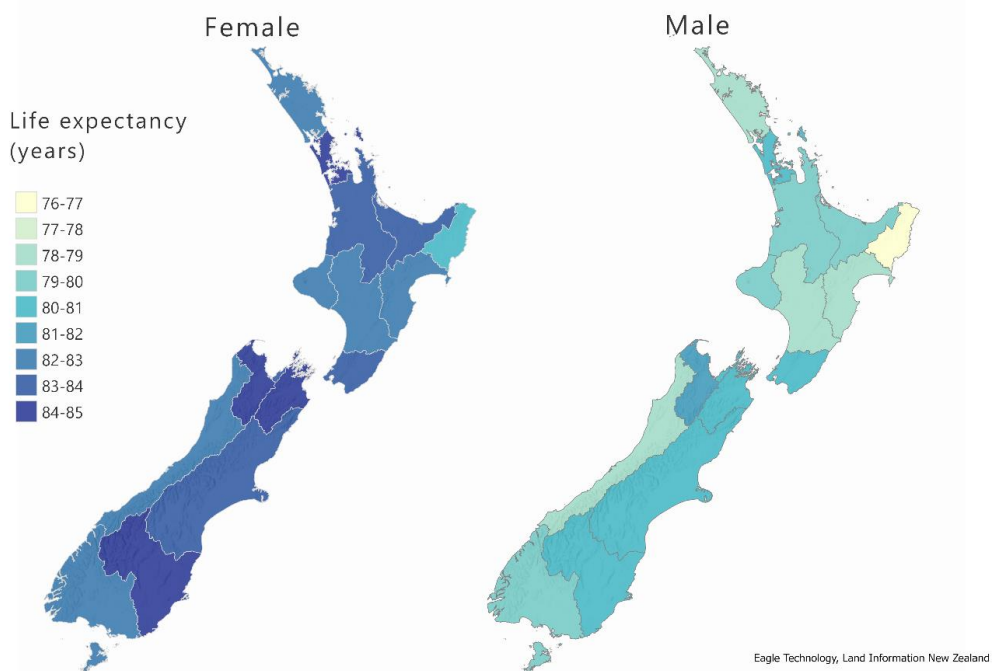 Female
Male
Life expectancy
(years)
76-77
77-78
78-79
79-80
80-81
81-82
82-83
83-84
84-85
Eagle Technology, Land Information New Zealand